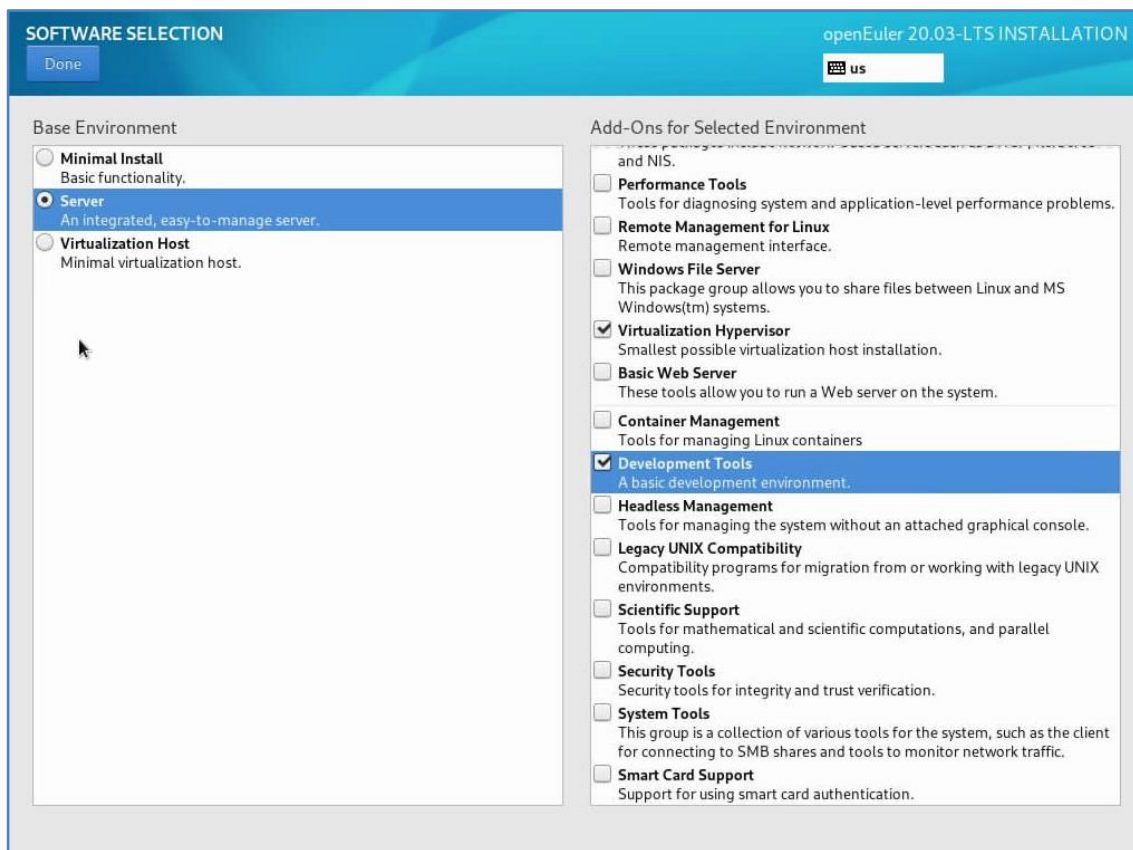 SOFTWARE SELECTION
openEuler 20.03-LTS INSTALLATION
Done
us
Base Environment
Minimal Install
Basic functionality.
Server
An integrated, easy-to-manage server.
Virtualization Host
Minimal virtualization host.
Add-Ons for Selected Environment
and NIS.
Performance Tools
Tools for diagnosing system and application-level performance problems.
Remote Management for Linux
Remote management interface.
Windows File Server
This package group allows you to share files between Linux and MS
Windows(tm) systems.
Virtualization Hypervisor
Smallest possible virtualization host installation.
Basic Web Server
These tools allow you to run a Web server on the system.
Container Management
Tools for managing Linux containers
Development Tools
A basic development environment.
Headless Management
Tools for managing the system without an attached graphical console.
Legacy UNIX Compatibility
Compatibility programs for migration from or working with legacy UNIX
environments.
Scientific Support
Tools for mathematical and scientific computations, and parallel
computing.
Security Tools
Security tools for integrity and trust verification.
System Tools
This group is a collection of various tools for the system, such as the client
for connecting to SMB shares and tools to monitor network traffic.
Smart Card Support
Support for using smart card authentication.